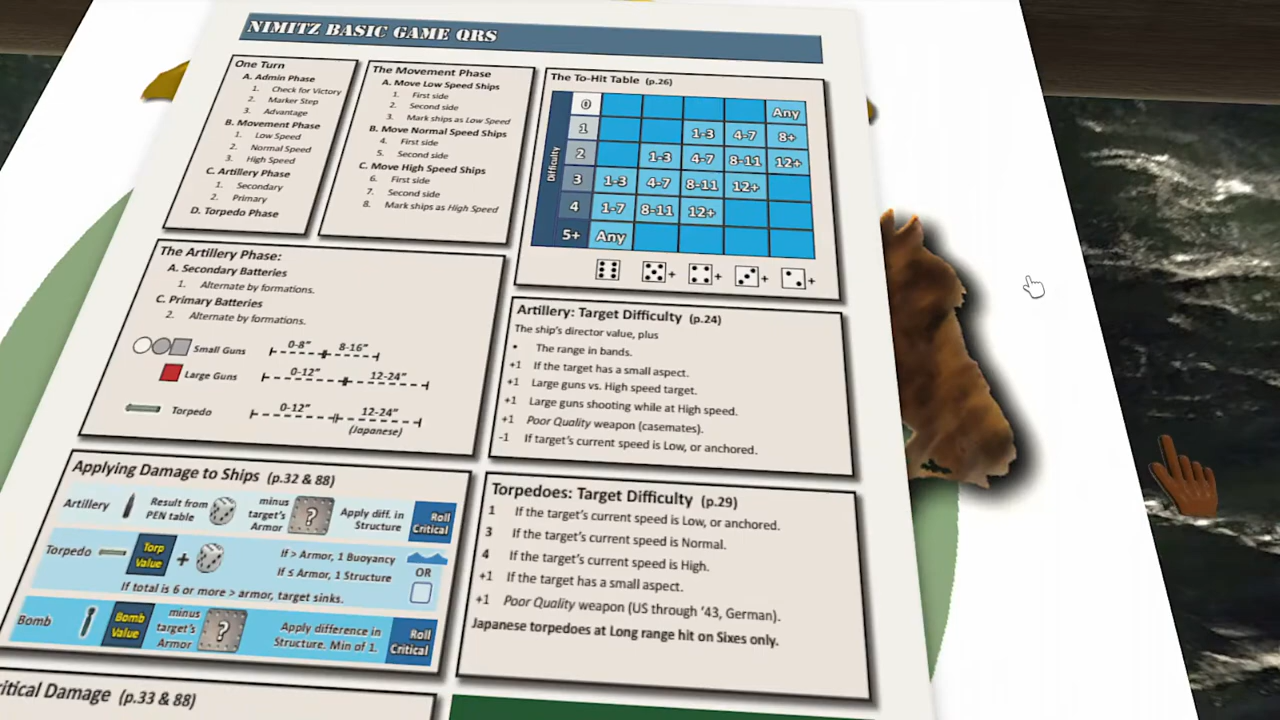 NIMITZ BASIC GAME QRS
One Turn
A. Admin Phase
1. Check for Victory
2. Marker Step
3. Advantage
B. Movement Phase
1. Low Speed
2. Normal Speed
3. High Speed
C. Artillery Phase
1. Secondary
2. Primary
D. Torpedo Phase
The Movement Phase
A. Move Low Speed Ships
1. First side
2. Second side
3. Mark ships as Low Speed
B. Move Normal Speed Ships
4. First side
5. Second side
C. Move High Speed Ships
6. First side
7. Second side
8. Mark ships as High Speed
The To-Hit Table (p.26)
Difficulty
0 Any
1 1-3 4-7 8+
2 1-3 4-7 8-11 12+
3 1-3 4-7 8-11 12+
4 1-7 8-11 12+
5+ Any
+ + + +
The Artillery Phase:
A. Secondary Batteries
1. Alternate by formations.
C. Primary Batteries
2. Alternate by formations.
Small Guns 0-8" 8-16"
Large Guns 0-12" 12-24"
Torpedo 0-12" 12-24"
(Japanese)
Artillery: Target Difficulty (p.24)
The ship's director value, plus
• The range in bands.
+1 If the target has a small aspect.
+1 Large guns vs. High speed target.
+1 Large guns shooting while at High speed.
+1 Poor Quality weapon (casemates).
-1 If target's current speed is Low, or anchored.
Applying Damage to Ships (p.32 & 88)
Artillery Result from PEN table minus target's Armor ? Apply diff. in Structure Roll Critical
Torpedo Torp Value + If > Armor, 1 Buoyancy
If ≤ Armor, 1 Structure OR
If total is 6 or more > armor, target sinks.
Bomb Bomb Value minus target's Armor ? Apply difference in Structure. Min of 1. Roll Critical
Torpedoes: Target Difficulty (p.29)
1 If the target's current speed is Low, or anchored.
3 If the target's current speed is Normal.
4 If the target's current speed is High.
+1 If the target has a small aspect.
+1 Poor Quality weapon (US through '43, German).
Japanese torpedoes at Long range hit on Sixes only.
ritical Damage (p.33 & 88)